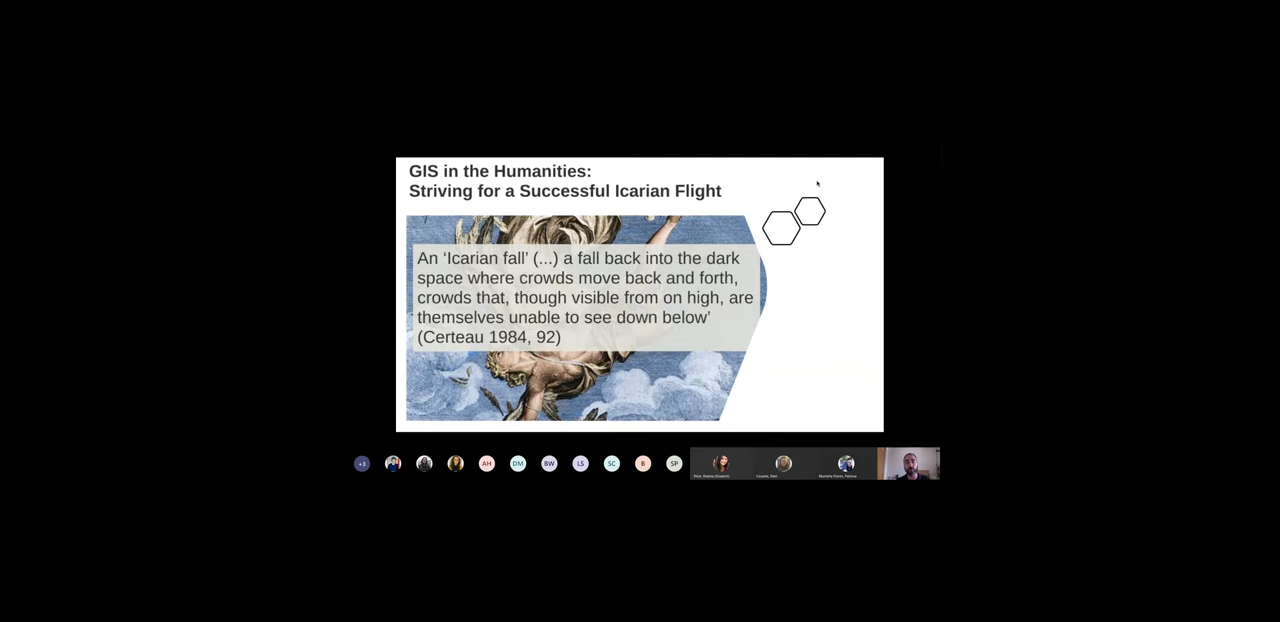 GIS in the Humanities:
Striving for a Successful Icarian Flight
An ‘Icarian fall’ (...) a fall back into the dark
space where crowds move back and forth,
crowds that, though visible from on high, are
themselves unable to see down below’
(Certeau 1984, 92)
+3
AH
DM
BW
LS
SC
B
SP